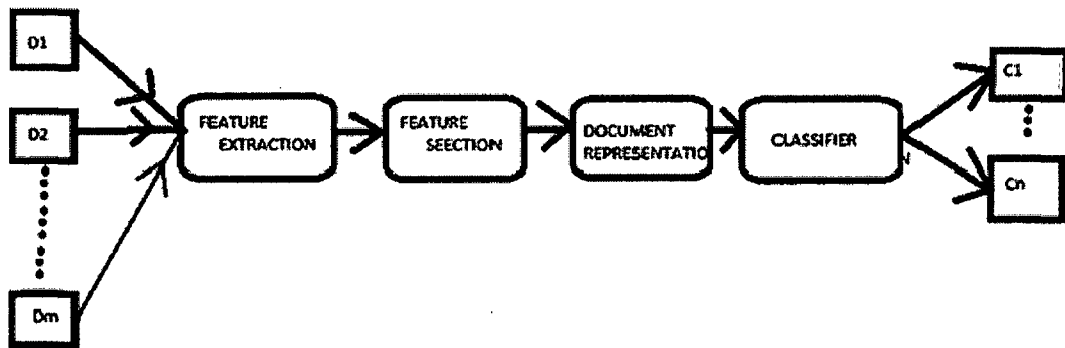 D1
D2
Dm
FEATURE
EXTRACTION
FEATURE
SEECTION
DOCUMENT
REPRESENTATIO
CLASSIFIER
C1
Cn